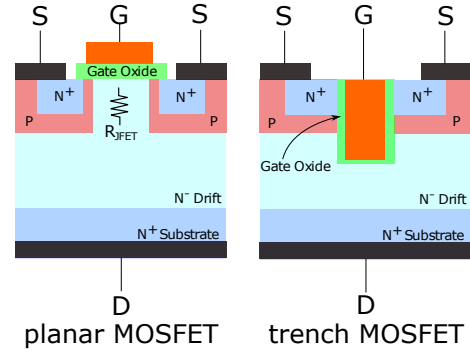 S G S
Gate Oxide
N+ N+
P P
RJFET
N- Drift
N+ Substrate
D
planar MOSFET
S G S
N+ N+
P P
Gate Oxide
N- Drift
N+ Substrate
D
trench MOSFET